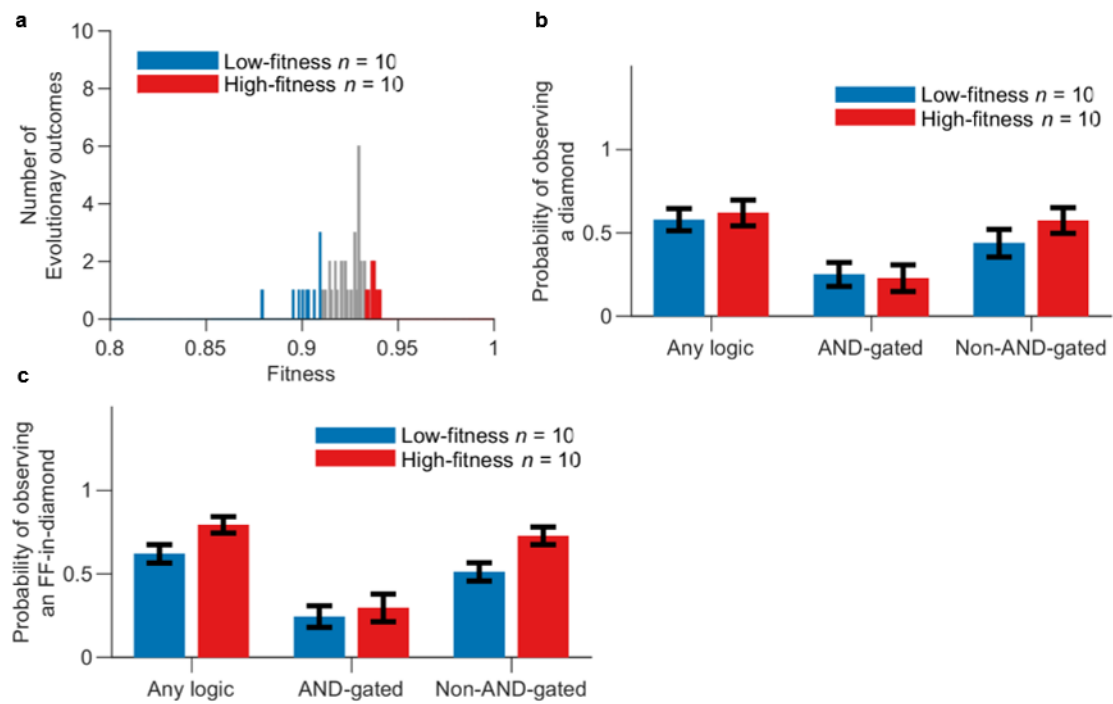 a
10
8
6
4
2
0
Number of
Evolutionay outcomes
Low-fitness n = 10
High-fitness n = 10
0.8 0.85 0.9 0.95 1
Fitness
b
Probability of observing
a diamond
1
0.5
0
Low-fitness n = 10
High-fitness n = 10
Any logic AND-gated Non-AND-gated
c
Probability of observing
an FF-in-diamond
1
0.5
0
Low-fitness n = 10
High-fitness n = 10
Any logic AND-gated Non-AND-gated